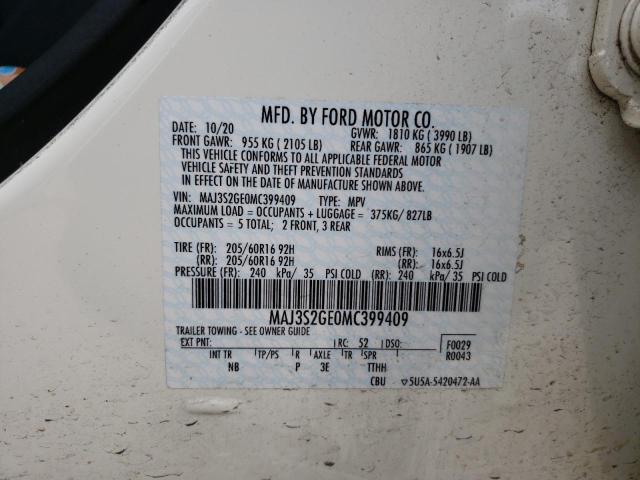 MFD. BY FORD MOTOR CO.
DATE: 10/20 GVWR: 1810 KG ( 3990 LB)
FRONT GAWR: 955 KG ( 2105 LB) REAR GAWR: 865 KG ( 1907 LB)
THIS VEHICLE CONFORMS TO ALL APPLICABLE FEDERAL MOTOR
VEHICLE SAFETY AND THEFT PREVENTION STANDARDS
IN EFFECT ON THE DATE OF MANUFACTURE SHOWN ABOVE.
VIN: MAJ3S2GE0MC399409 TYPE: MPV
MAXIMUM LOAD = OCCUPANTS + LUGGAGE = 375KG/ 827LB
OCCUPANTS = 5 TOTAL; 2 FRONT, 3 REAR
TIRE (FR): 205/60R16 92H RIMS (FR): 16x6.5J
(RR): 205/60R16 92H (RR): 16x6.5J
PRESSURE (FR): 240 kPa/ 35 PSI COLD (RR): 240 kPa/ 35 PSI COLD
MAJ3S2GE0MC399409
TRAILER TOWING - SEE OWNER GUIDE
EXT PNT: RC: 52 DSO: F0029
INT TR TP/PS R AXLE TR SPR R0043
NB P 3E TTHH
CBU ▽5U5A-5420472-AA